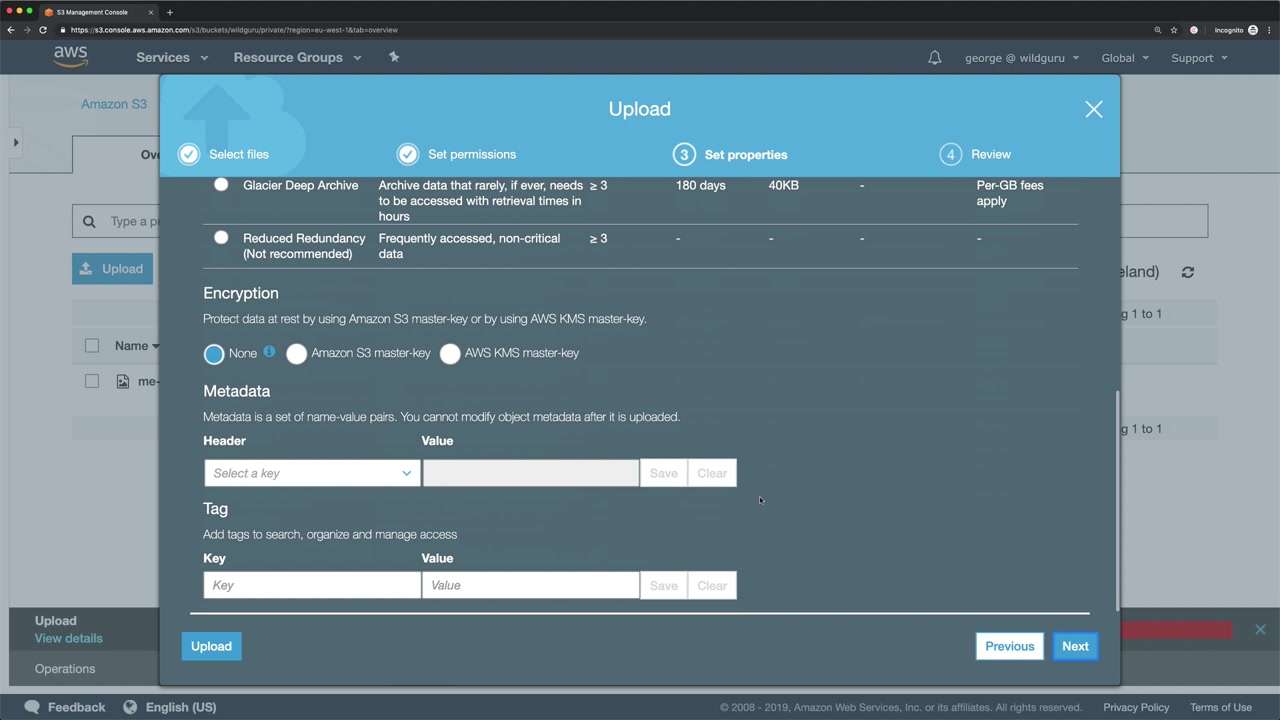 S3 Management Console
https://s3.console.aws.amazon.com/s3/buckets/wildguru/private/?region=eu-west-1&tab=overview
Incognito
aws
Services
Resource Groups
george @ wildguru
Global
Support
Amazon S3
Upload
Select files
Set permissions
3 Set properties
4 Review
Ove
Glacier Deep Archive
Archive data that rarely, if ever, needs to be accessed with retrieval times in hours
≥ 3
180 days
40KB
-
Per-GB fees apply
Type a pr
Reduced Redundancy (Not recommended)
Frequently accessed, non-critical data
≥ 3
-
-
-
-
Upload
eland)
Encryption
Protect data at rest by using Amazon S3 master-key or by using AWS KMS master-key.
g 1 to 1
Name
None
Amazon S3 master-key
AWS KMS master-key
me-
Metadata
Metadata is a set of name-value pairs. You cannot modify object metadata after it is uploaded.
g 1 to 1
Header
Value
Select a key
Save
Clear
Tag
Add tags to search, organize and manage access
Key
Value
Key
Value
Save
Clear
Upload
View details
Upload
Previous
Next
Operations
Feedback
English (US)
© 2008 - 2019, Amazon Web Services, Inc. or its affiliates. All rights reserved.
Privacy Policy
Terms of Use